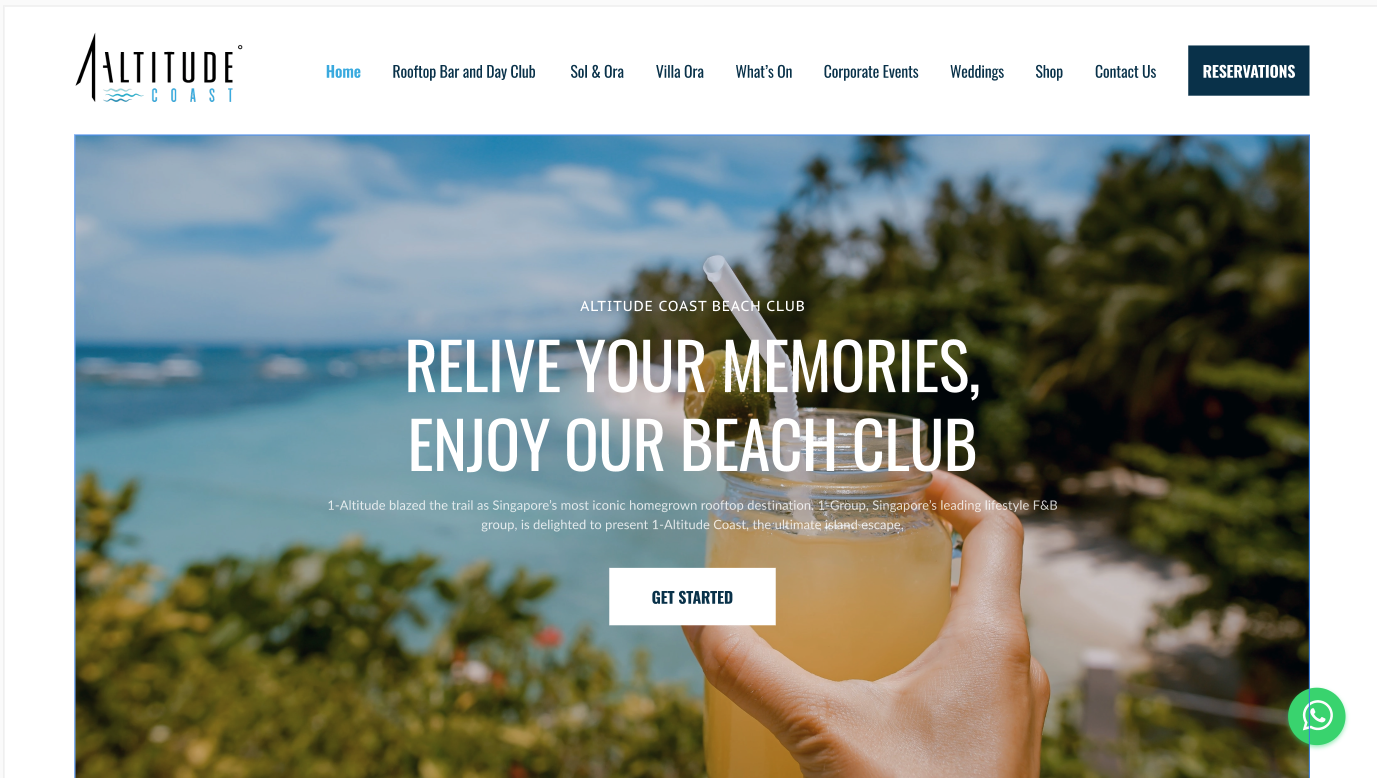 ALTITUDE°
COAST
Home
Rooftop Bar and Day Club
Sol & Ora
Villa Ora
What's On
Corporate Events
Weddings
Shop
Contact Us
RESERVATIONS
ALTITUDE COAST BEACH CLUB
RELIVE YOUR MEMORIES,
ENJOY OUR BEACH CLUB
1-Altitude blazed the trail as Singapore's most iconic homegrown rooftop destination. 1-Group, Singapore's leading lifestyle F&B
group, is delighted to present 1-Altitude Coast, the ultimate island escape,
GET STARTED